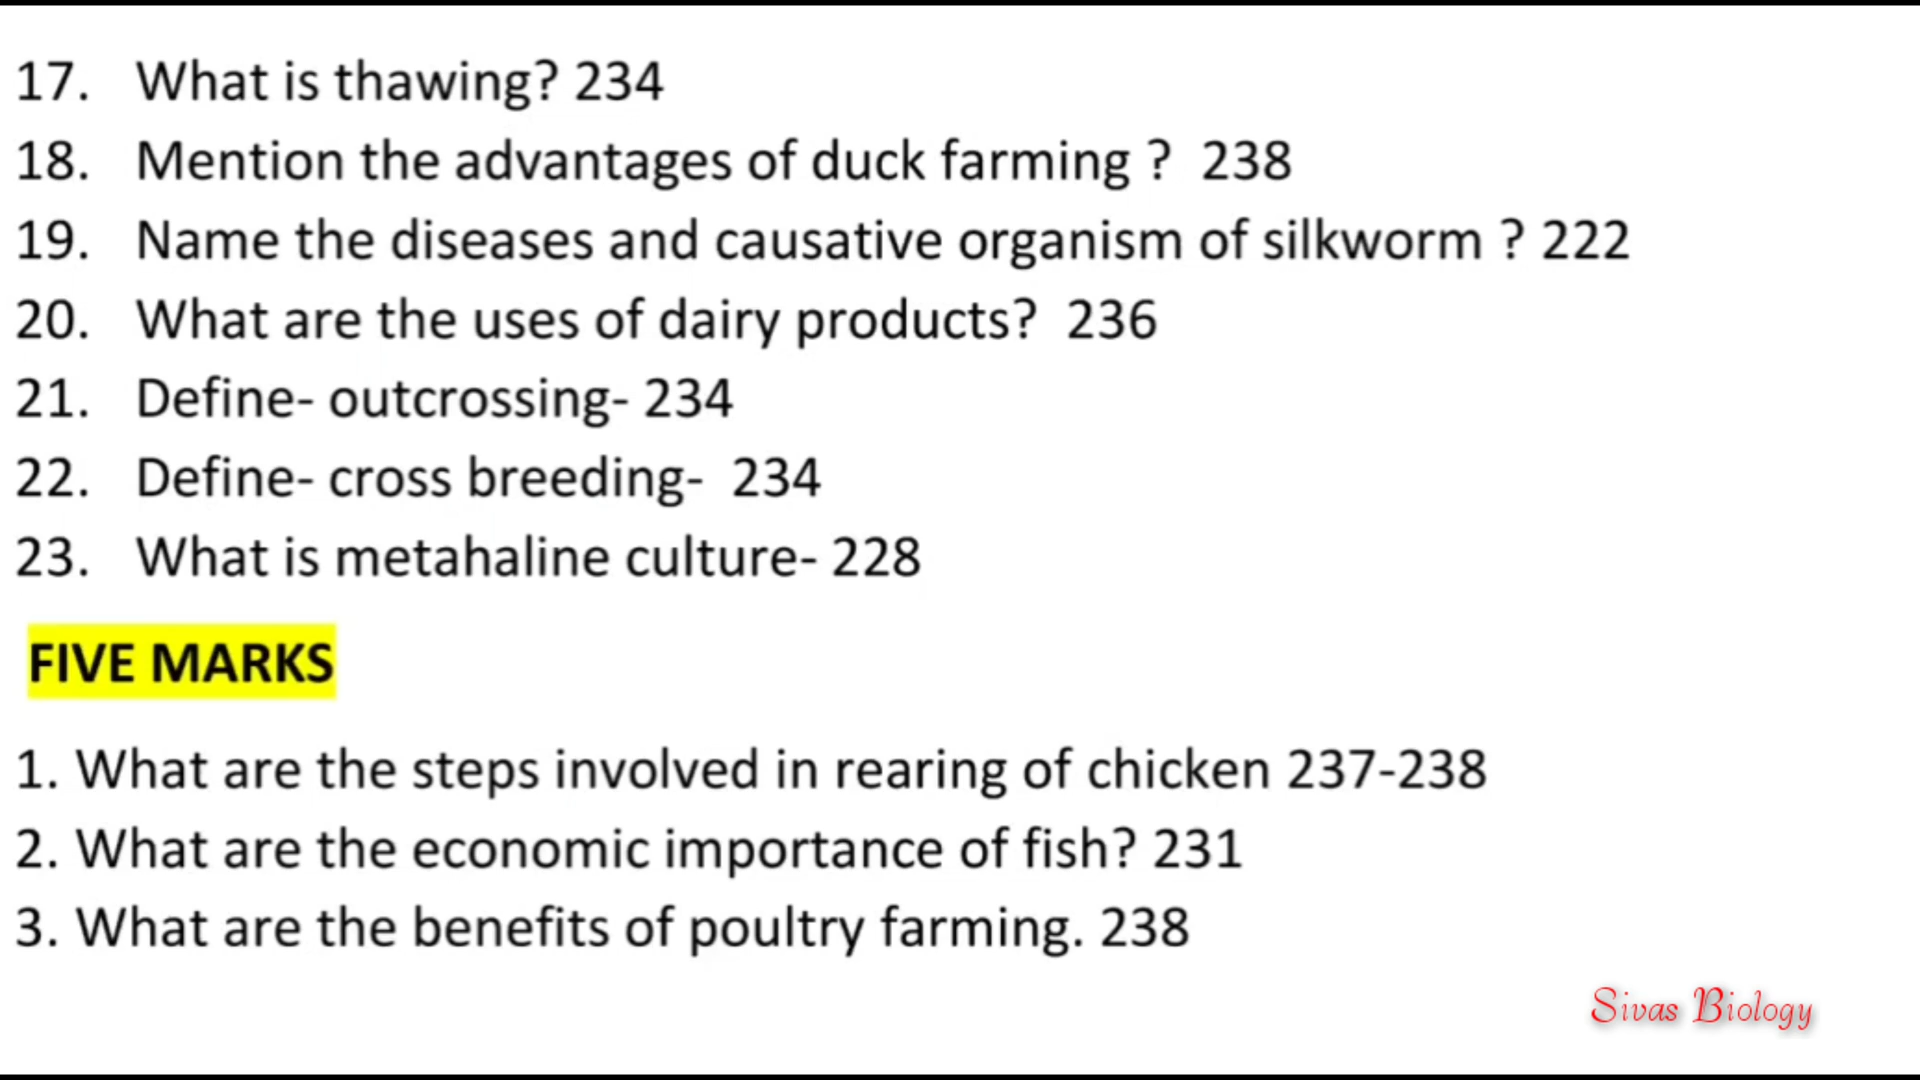 17. What is thawing? 234
18. Mention the advantages of duck farming ? 238
19. Name the diseases and causative organism of silkworm ? 222
20. What are the uses of dairy products? 236
21. Define- outcrossing- 234
22. Define- cross breeding- 234
23. What is metahaline culture- 228
FIVE MARKS
1. What are the steps involved in rearing of chicken 237-238
2. What are the economic importance of fish? 231
3. What are the benefits of poultry farming. 238
Sivas Biology